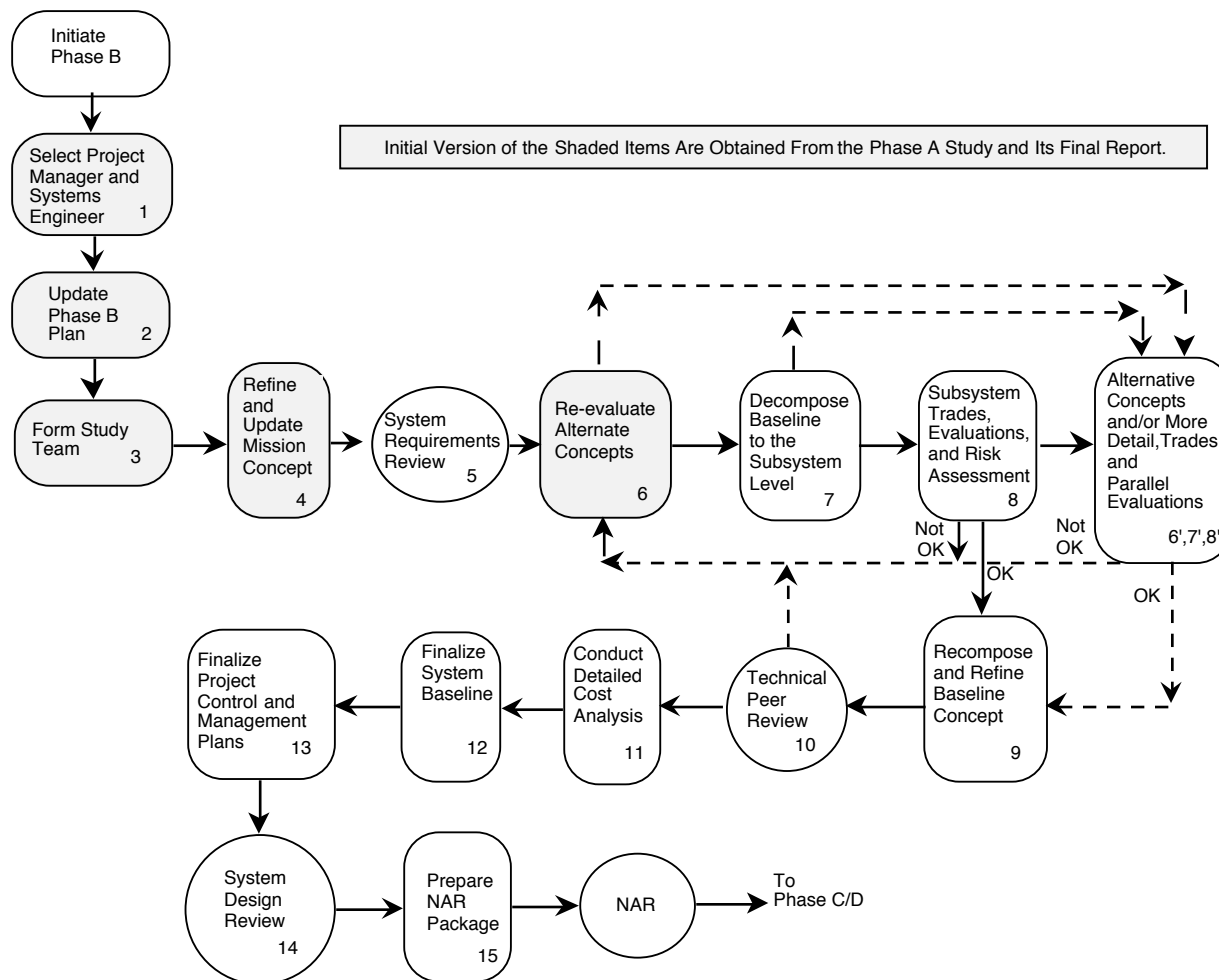 Initiate
Phase B
Initial Version of the Shaded Items Are Obtained From the Phase A Study and Its Final Report.
Select Project
Manager and
Systems
Engineer
1
Update
Phase B
Plan
2
Form Study
Team
3
Refine
and
Update
Mission
Concept
4
System
Requirements
Review
5
Re-evaluate
Alternate
Concepts
6
Decompose
Baseline
to the
Subsystem
Level
7
Subsystem
Trades,
Evaluations,
and Risk
Assessment
8
Alternative
Concepts
and/or More
Detail,Trades
and
Parallel
Evaluations
6',7',8'
Not
OK
OK
Not
OK
OK
Finalize
Project
Control and
Management
Plans
13
Finalize
System
Baseline
12
Conduct
Detailed
Cost
Analysis
11
Technical
Peer
Review
10
Recompose
and Refine
Baseline
Concept
9
System
Design
Review
14
Prepare
NAR
Package
15
NAR
To
Phase C/D